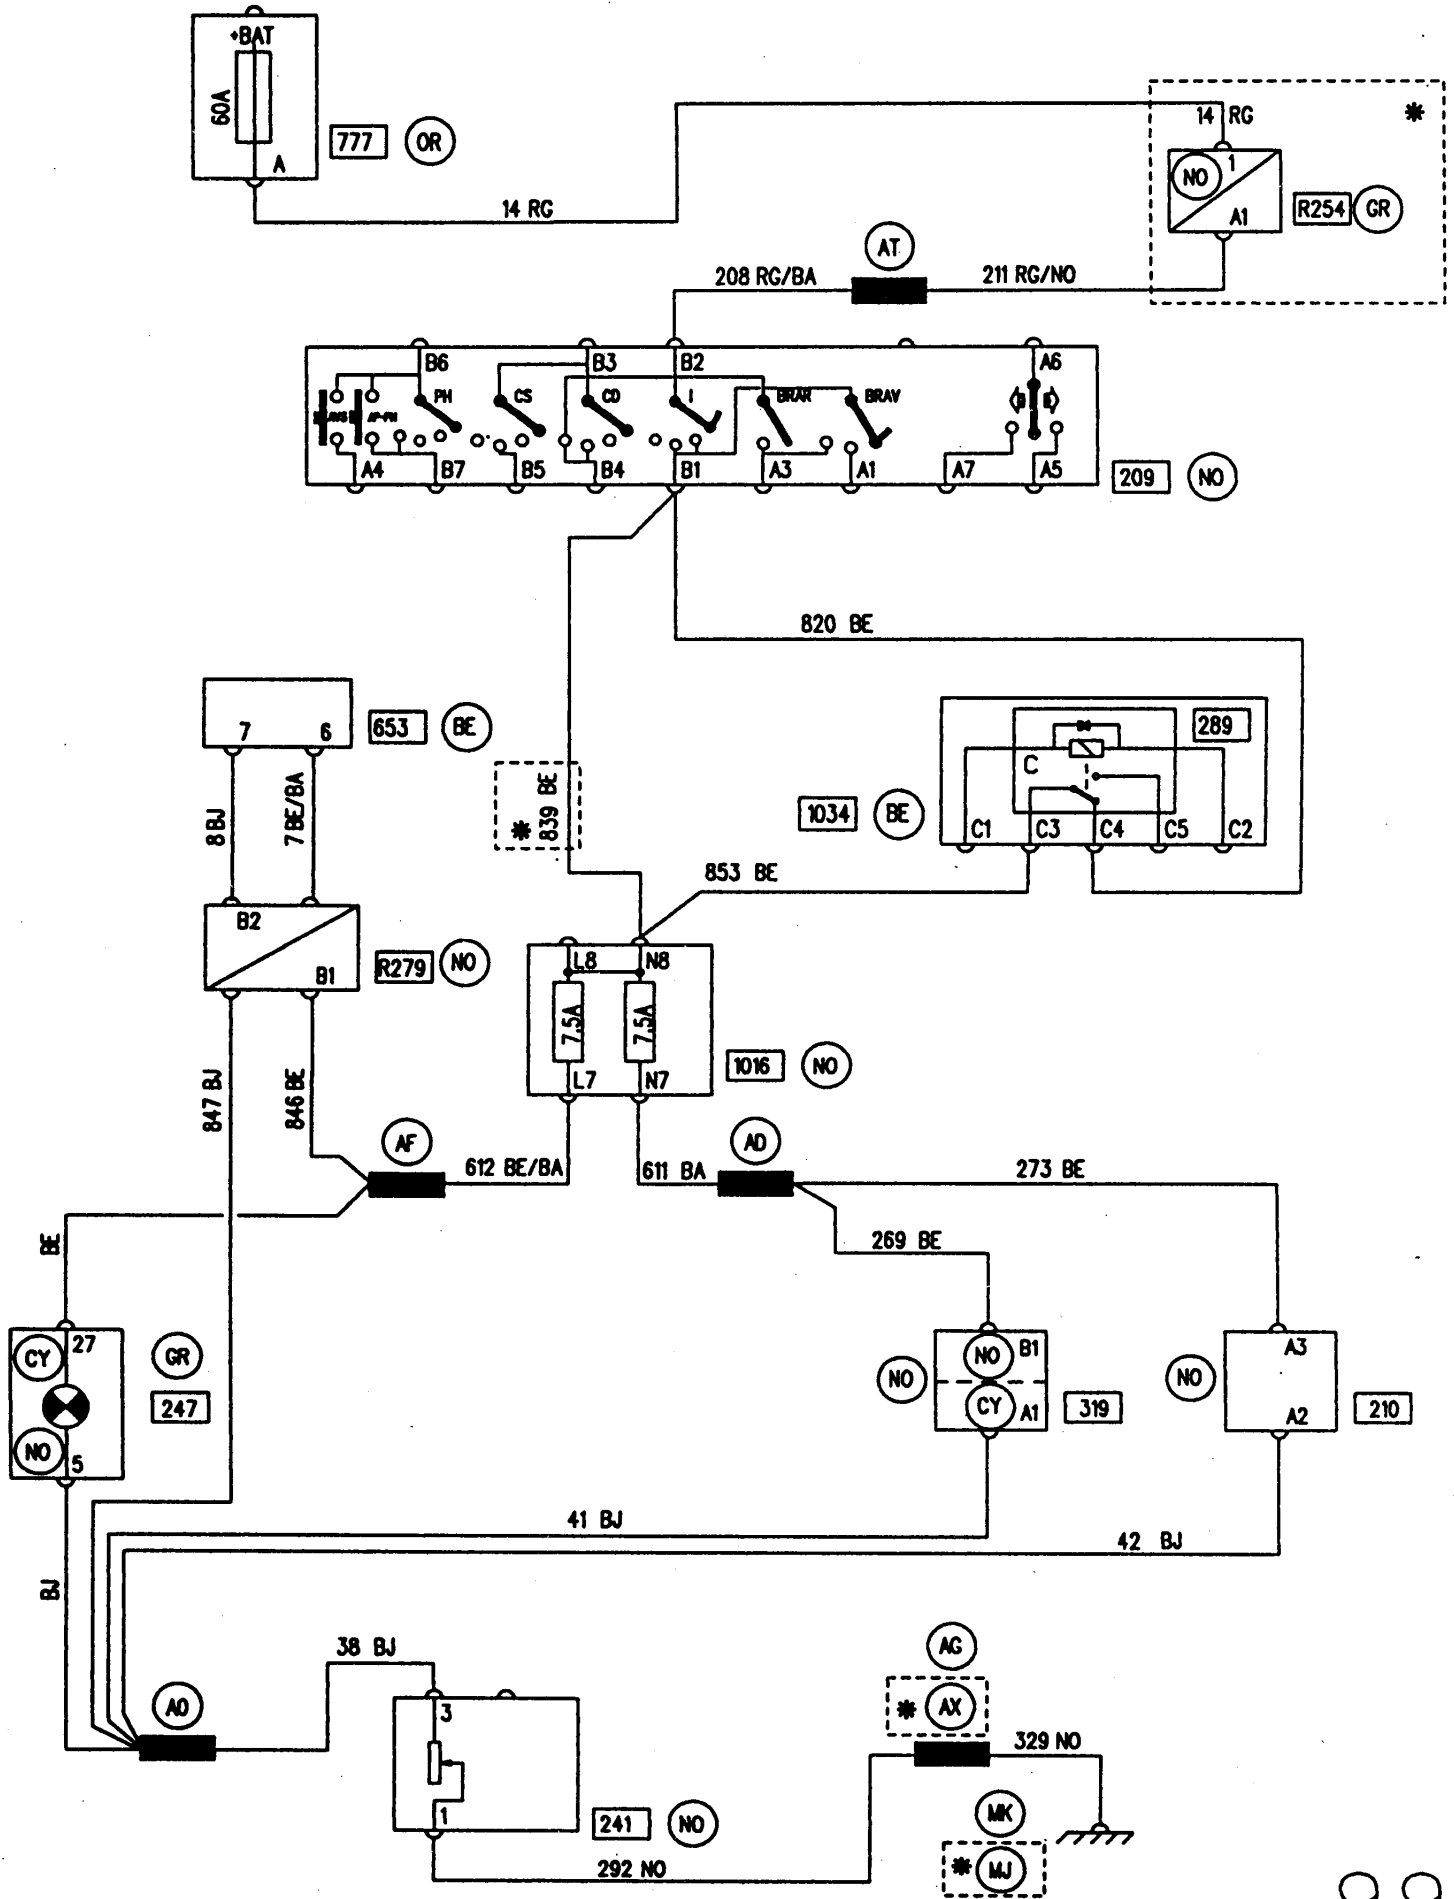 +BAT
60A
A
777 OR
14 RG
14 RG
*
NO 1
A1
R254 GR
AT
208 RG/BA
211 RG/NO
B6 B3 B2 A6
PH CS CD I BRAR BRAV
AP-PH
A4 B7 B5 B4 B1 A3 A1 A7 A5
209 NO
820 BE
7 6
653 BE
8 BJ
7 BE/BA
* 839 BE
289
C
1034 BE
C1 C3 C4 C5 C2
853 BE
B2
B1
R279 NO
L8 N8
7.5A 7.5A
L7 N7
1016 NO
847 BJ
846 BE
AF
612 BE/BA
AD
611 BA
273 BE
269 BE
BE
CY 27
NO 5
GR
247
NO
NO B1
CY A1
319
NO
A3
A2
210
41 BJ
42 BJ
BJ
38 BJ
AO
3
1
241 NO
292 NO
AG
* AX
329 NO
MK
* MJ